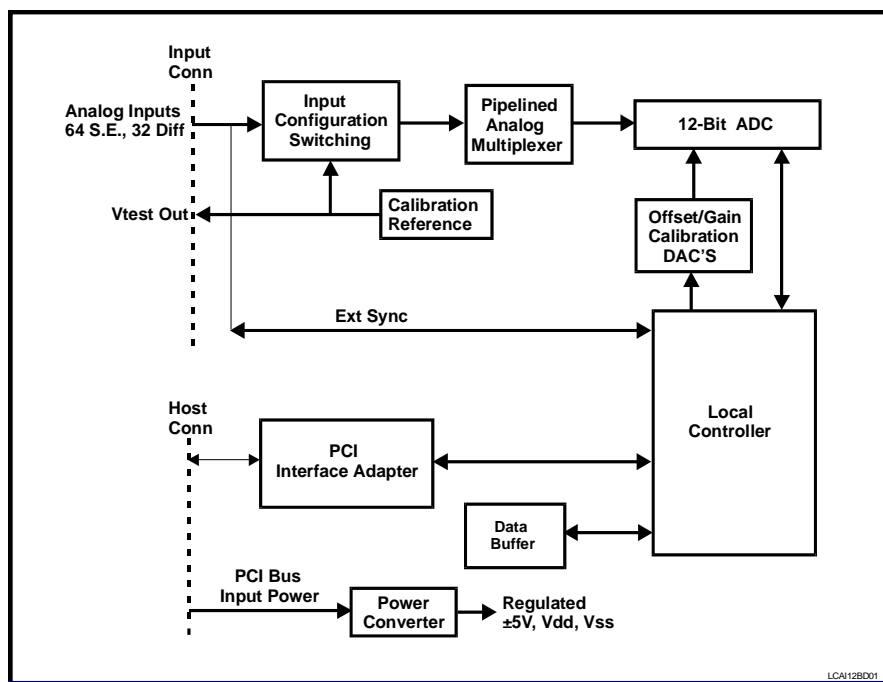 Input
Conn
Analog Inputs
64 S.E., 32 Diff
Input
Configuration
Switching
Pipelined
Analog
Multiplexer
12-Bit ADC
Vtest Out
Calibration
Reference
Offset/Gain
Calibration
DAC'S
Ext Sync
Host
Conn
PCI
Interface Adapter
Local
Controller
Data
Buffer
PCI Bus
Input Power
Power
Converter
Regulated
±5V, Vdd, Vss
LCAI12BD01